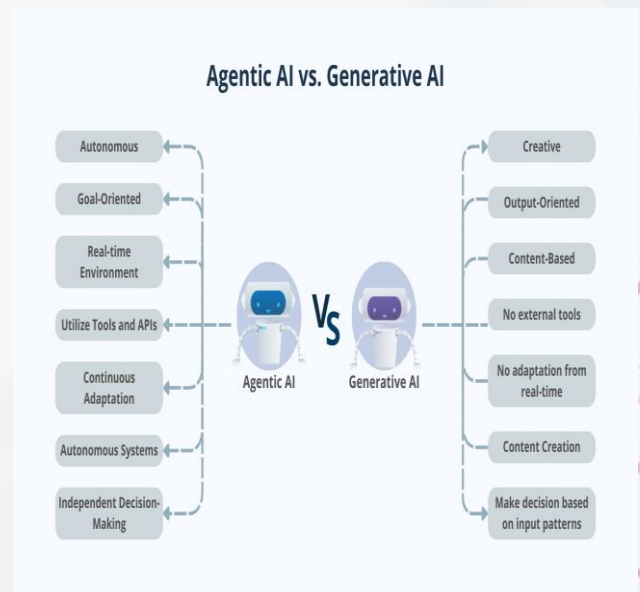 Agentic AI vs. Generative AI
Autonomous
Goal-Oriented
Real-time
Environment
Utilize Tools and APIs
Continuous
Adaptation
Autonomous Systems
Independent Decision-
Making
Agentic AI
Vs
Generative AI
Creative
Output-Oriented
Content-Based
No external tools
No adaptation from
real-time
Content Creation
Make decision based
on input patterns